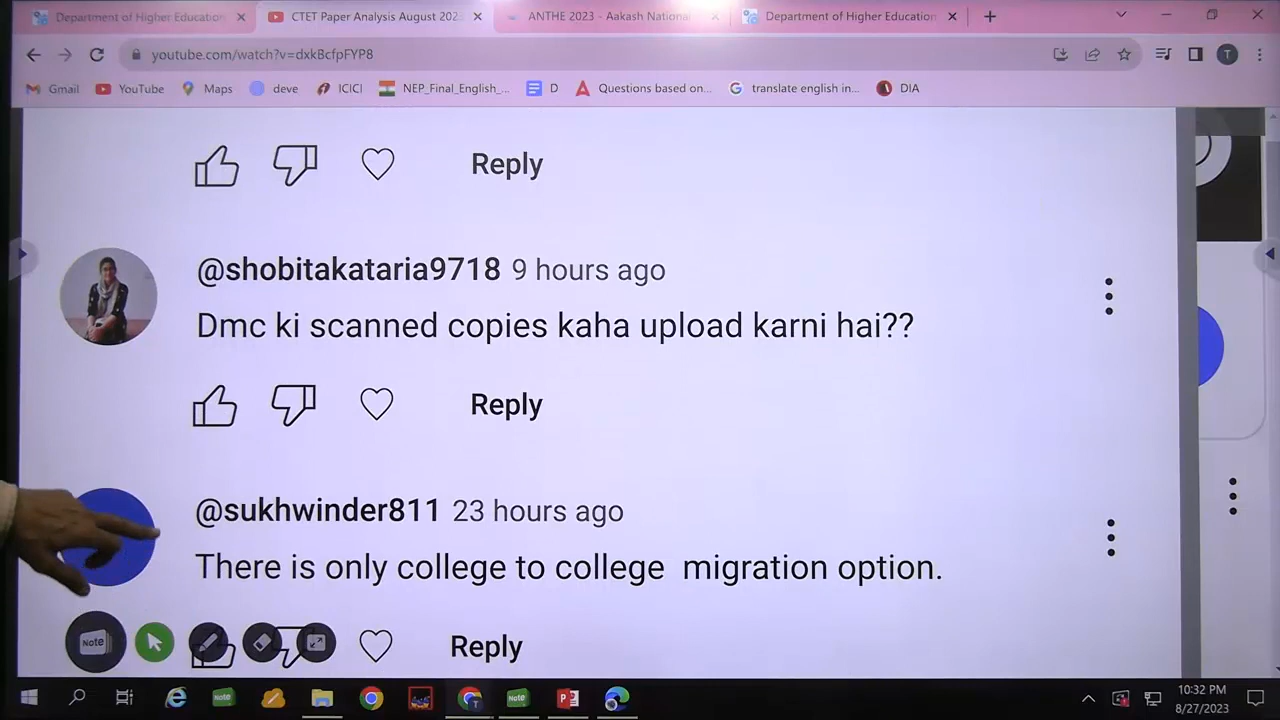 Department of Higher Education
CTET Paper Analysis August 202
ANTHE 2023 - Aakash National
Department of Higher Education
youtube.com/watch?v=dxkBcfpFYP8
T
Gmail
YouTube
Maps
deve
ICICI
NEP_Final_English_...
D
Questions based on...
translate english in...
DIA
Reply
@shobitakataria9718 9 hours ago
Dmc ki scanned copies kaha upload karni hai??
Reply
@sukhwinder811 23 hours ago
There is only college to college migration option.
Note
Reply
Note
Note
10:32 PM
8/27/2023